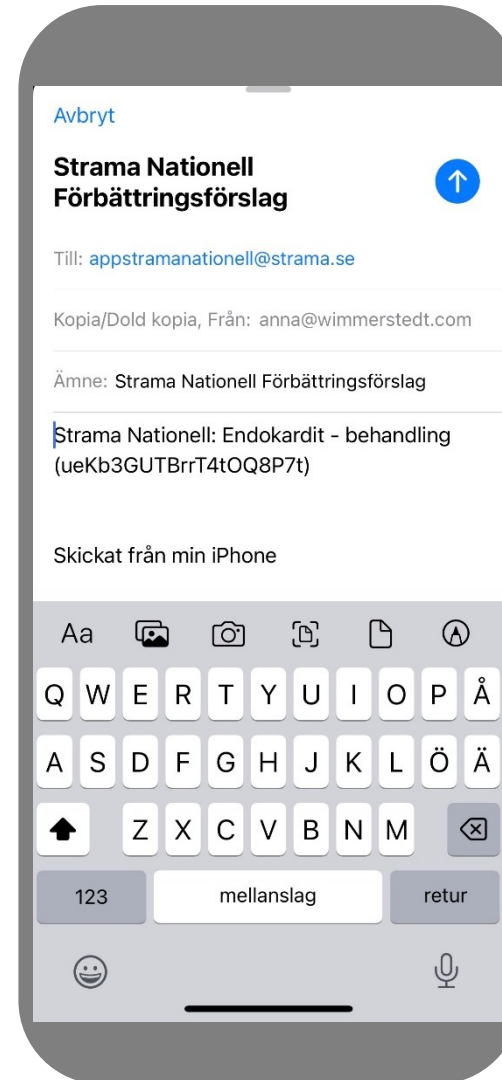 Avbryt
Strama Nationell
Förbättringsförslag
Till: appstramanationell@strama.se
Kopia/Dold kopia, Från: anna@wimmerstedt.com
Ämne: Strama Nationell Förbättringsförslag
Strama Nationell: Endokardit - behandling
(ueKb3GUTBrrT4tOQ8P7t)
Skickat från min iPhone
Aa
Q W E R T Y U I O P Å
A S D F G H J K L Ö Ä
Z X C V B N M
123 mellanslag retur